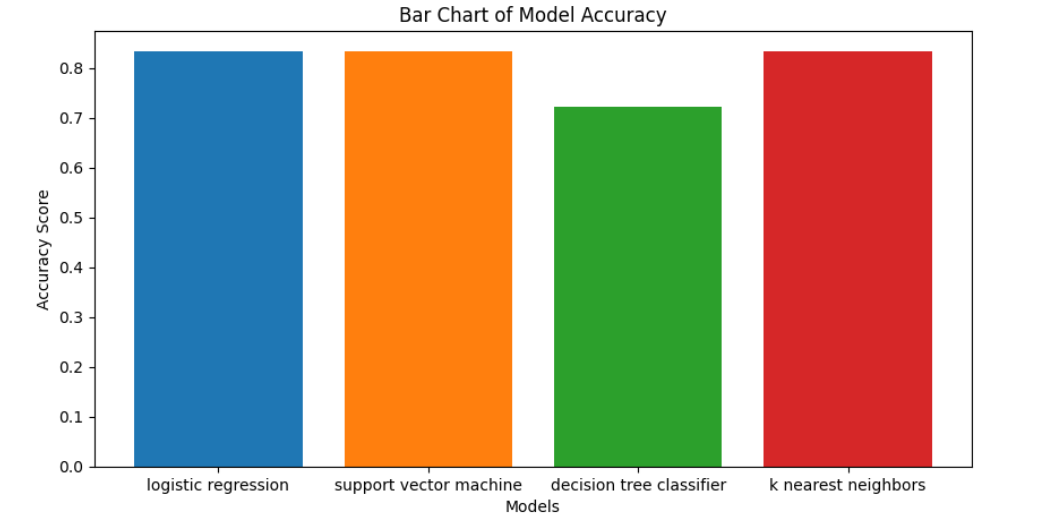 Bar Chart of Model Accuracy
Accuracy Score
0.8
0.7
0.6
0.5
0.4
0.3
0.2
0.1
0.0
logistic regression support vector machine decision tree classifier k nearest neighbors
Models